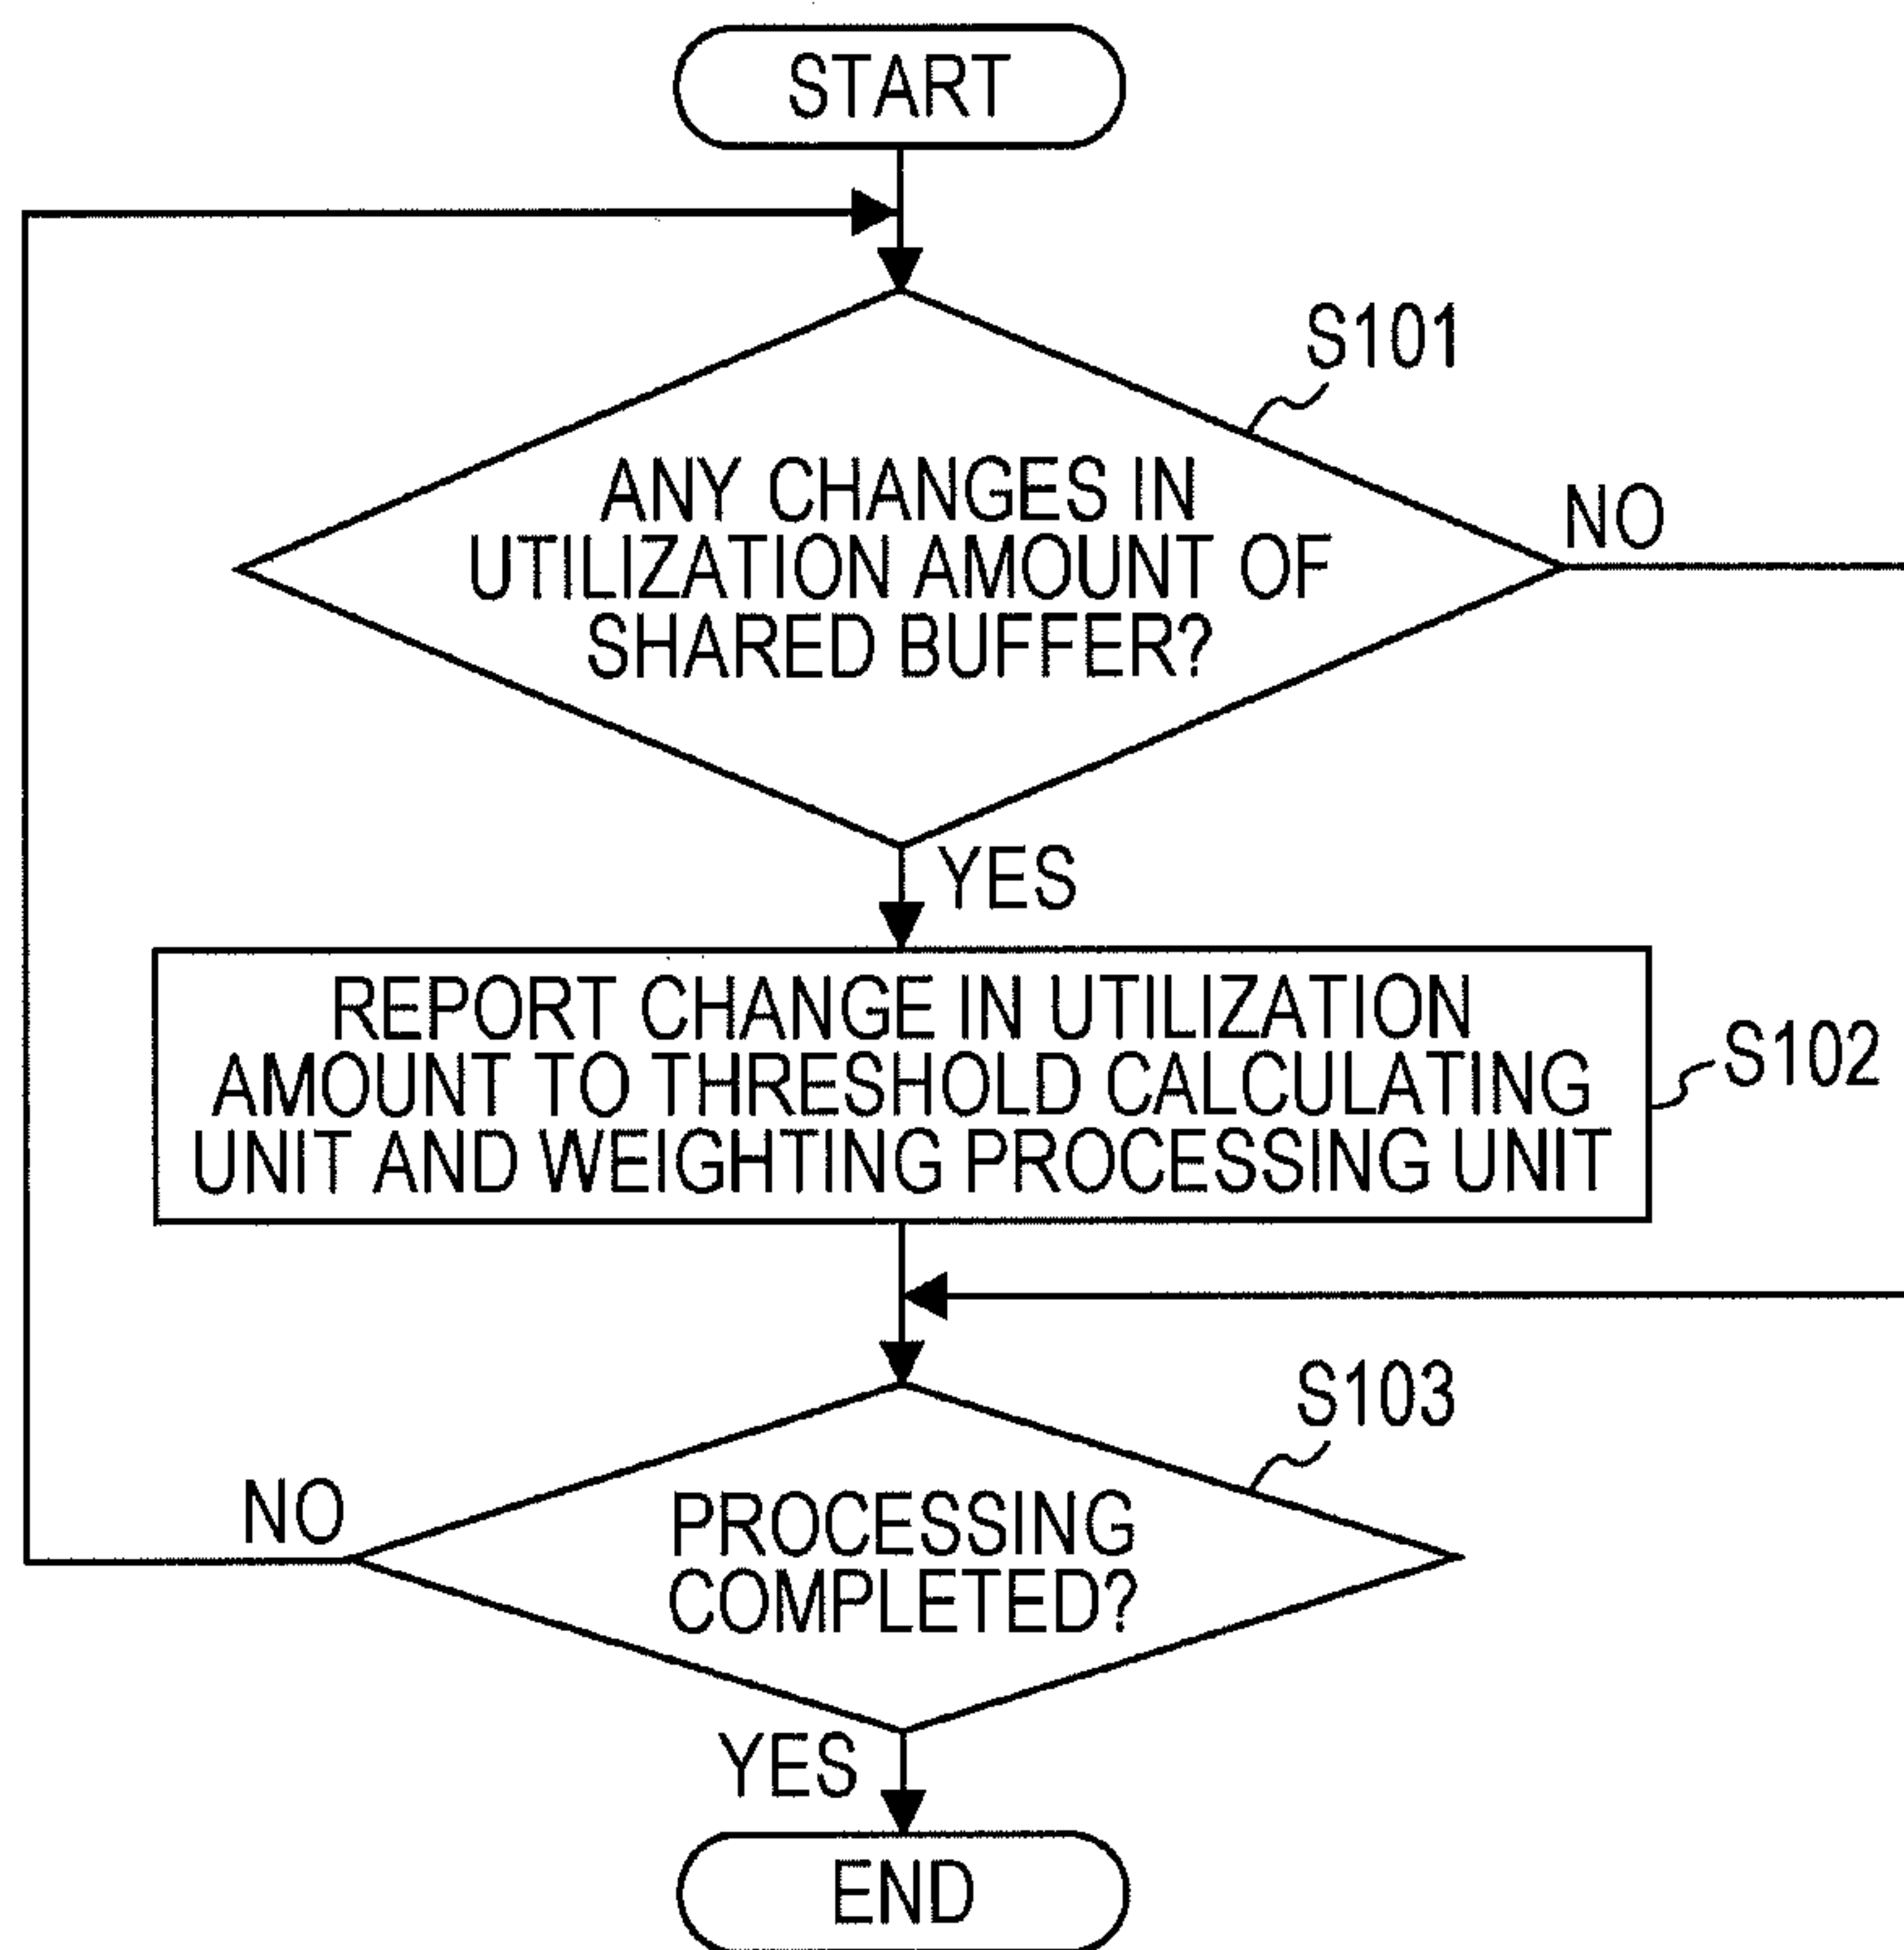 START
S101
ANY CHANGES IN
UTILIZATION AMOUNT OF
SHARED BUFFER?
NO
YES
REPORT CHANGE IN UTILIZATION
AMOUNT TO THRESHOLD CALCULATING
UNIT AND WEIGHTING PROCESSING UNIT
S102
S103
PROCESSING
COMPLETED?
NO
YES
END